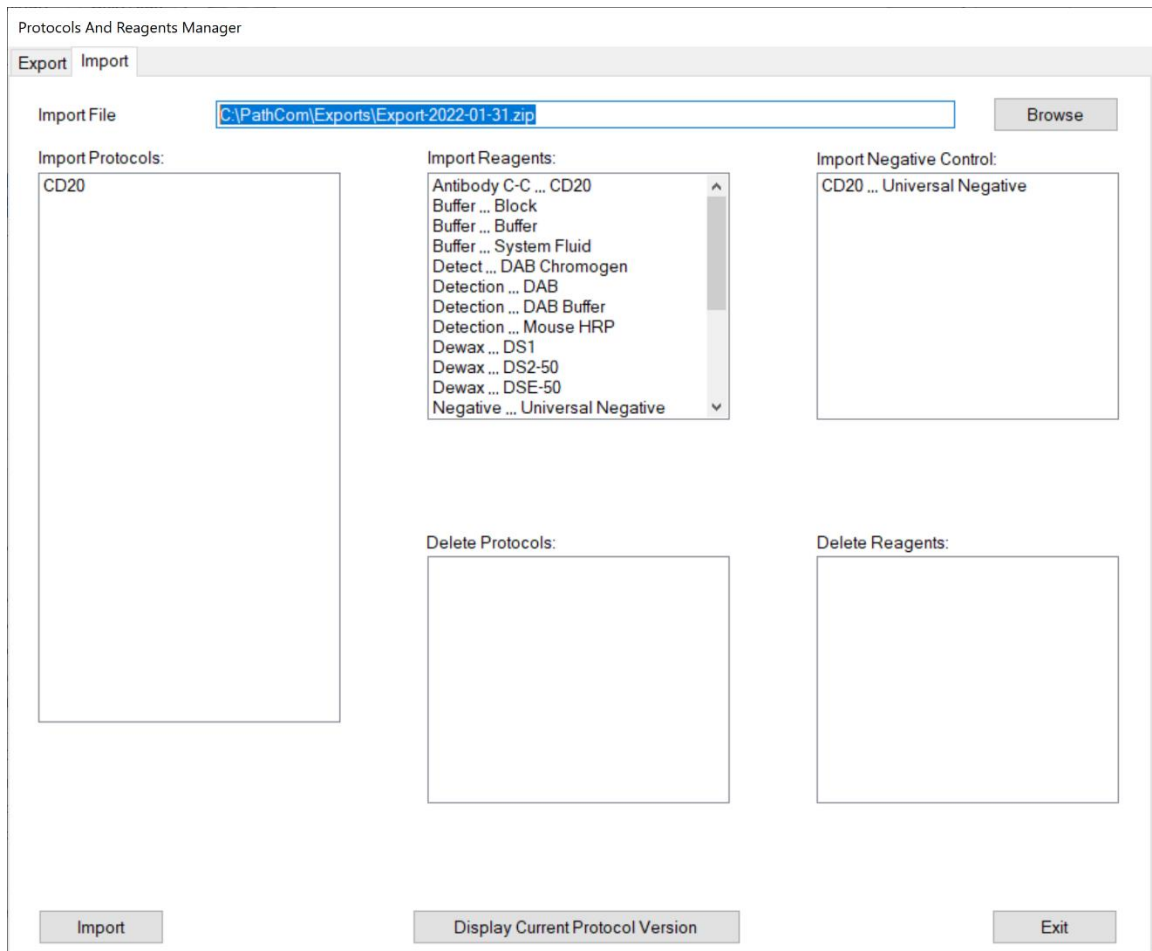 Protocols And Reagents Manager
Export Import
Import File C:\PathCom\Exports\Export-2022-01-31.zip Browse
Import Protocols:
CD20
Import Reagents:
Antibody C-C ,,, CD20
Buffer ,,, Block
Buffer ,,, Buffer
Buffer ,,, System Fluid
Detect ,,, DAB Chromogen
Detection ,,, DAB
Detection ,,, DAB Buffer
Detection ,,, Mouse HRP
Dewax ,,, DS1
Dewax ,,, DS2-50
Dewax ,,, DSE-50
Negative ,,, Universal Negative
Import Negative Control:
CD20 ,,, Universal Negative
Delete Protocols:
Delete Reagents:
Import Display Current Protocol Version Exit